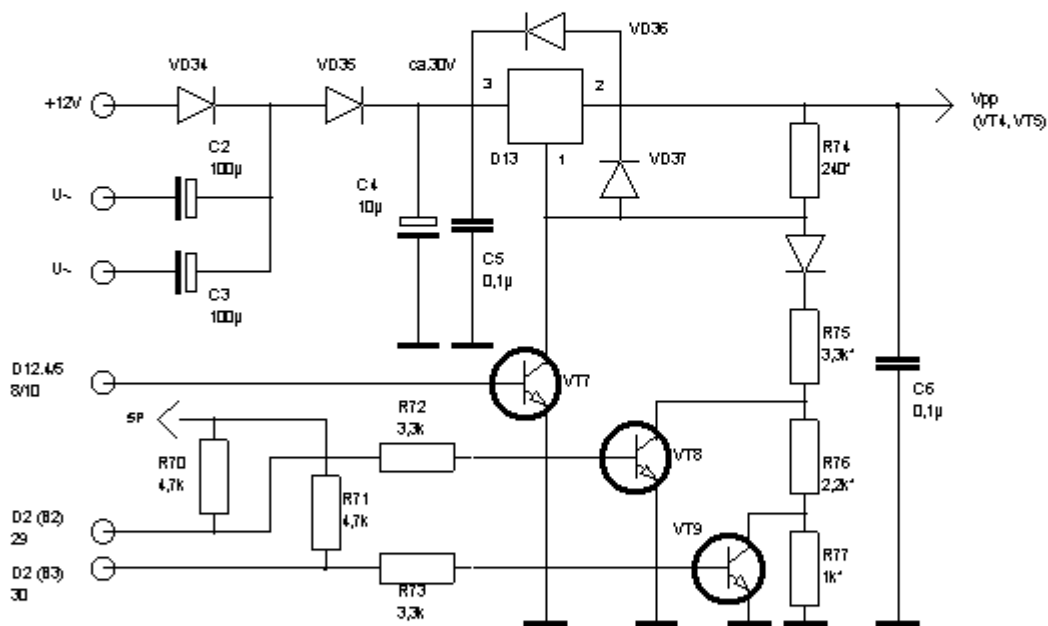 VD36
VD34
VD35
ca.30V
3
2
+12V
Vpp
(VT4, VT5)
C2
100µ
D13
1
VD37
R74
240*
U~
C4
10µ
U~
C5
0,1µ
C3
100µ
R75
3,3k*
D12.4/5
8/10
VT7
C6
0,1µ
5P
R72
3,3k
R70
4,7k
VT8
R76
2,2k*
R71
4,7k
D2 (B2)
29
VT9
D2 (B3)
30
R77
1k*
R73
3,3k